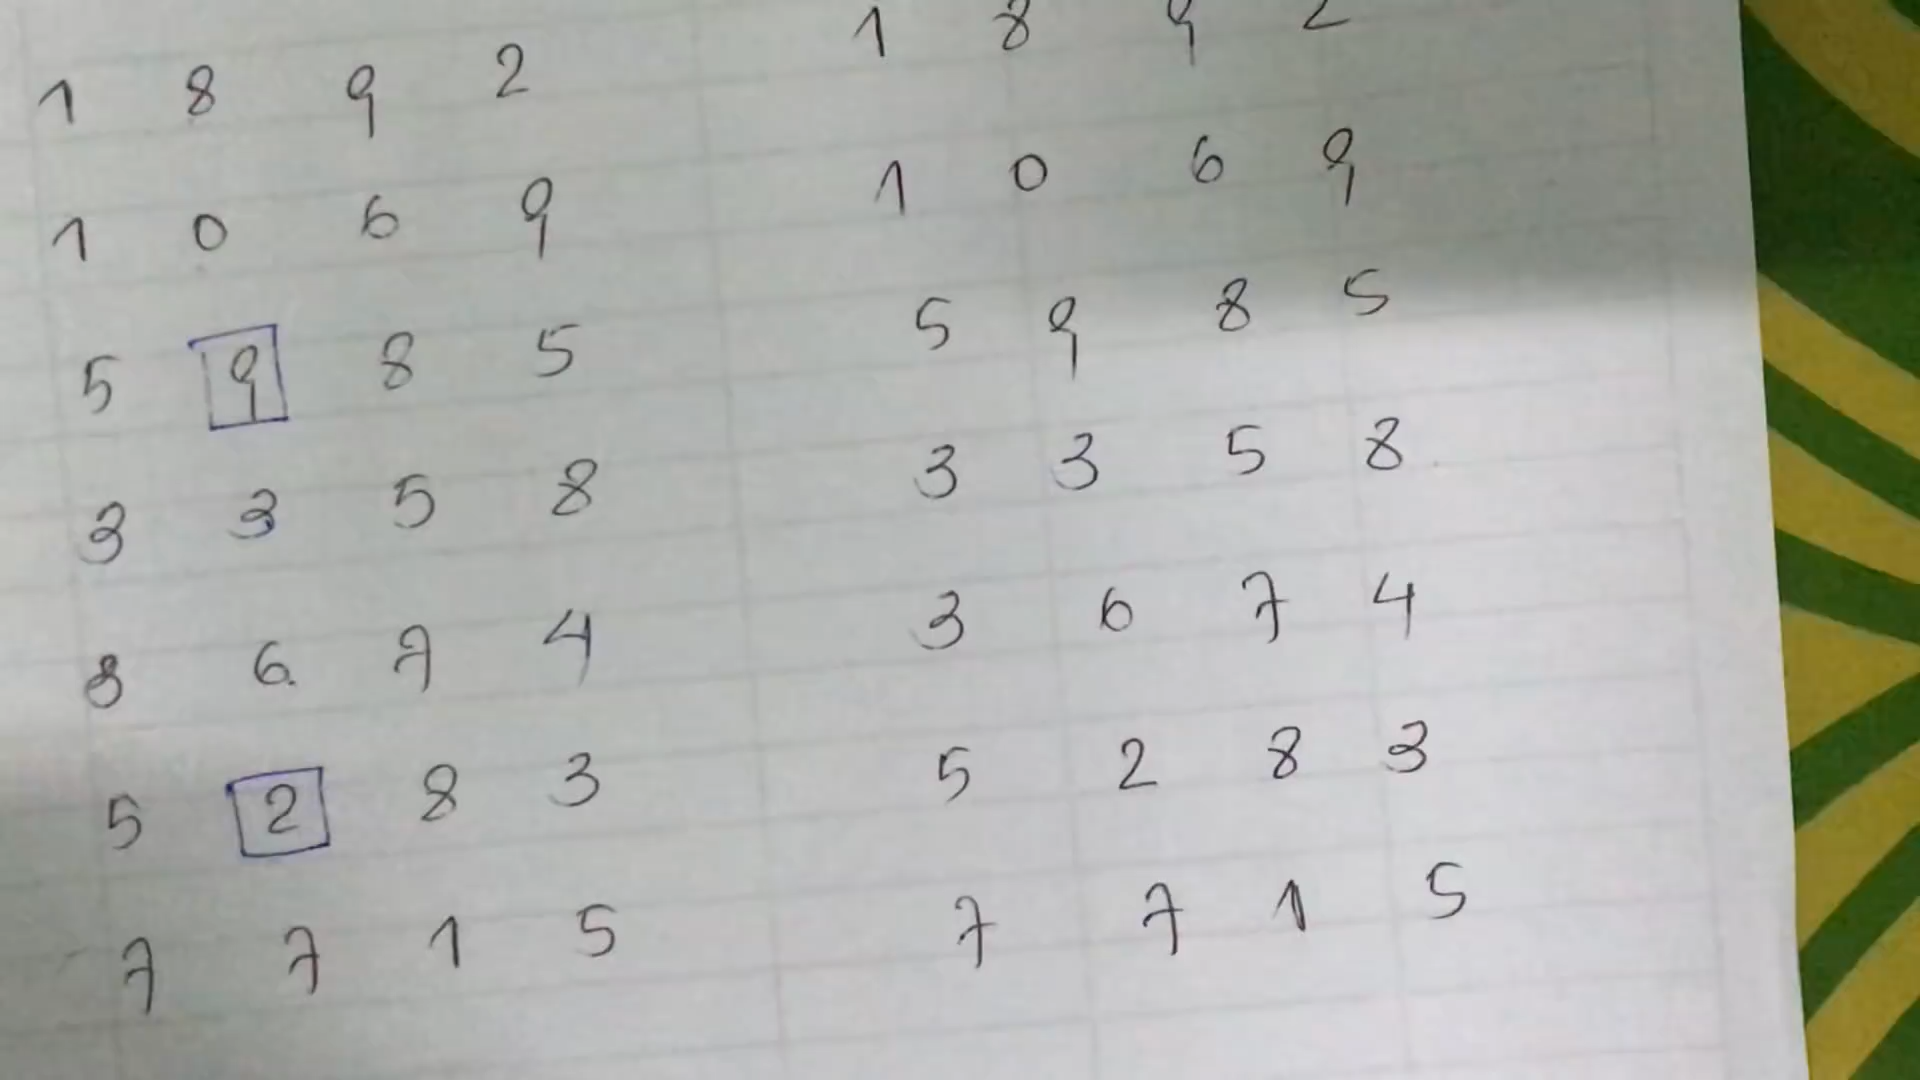 1 8 9 2 1 8 9 2
1 0 6 9 1 0 6 9
5 9 8 5 5 9 8 5
3 3 5 8 3 3 5 8
3 6 7 4 3 6 7 4
5 2 8 3 5 2 8 3
7 7 1 5 7 7 1 5